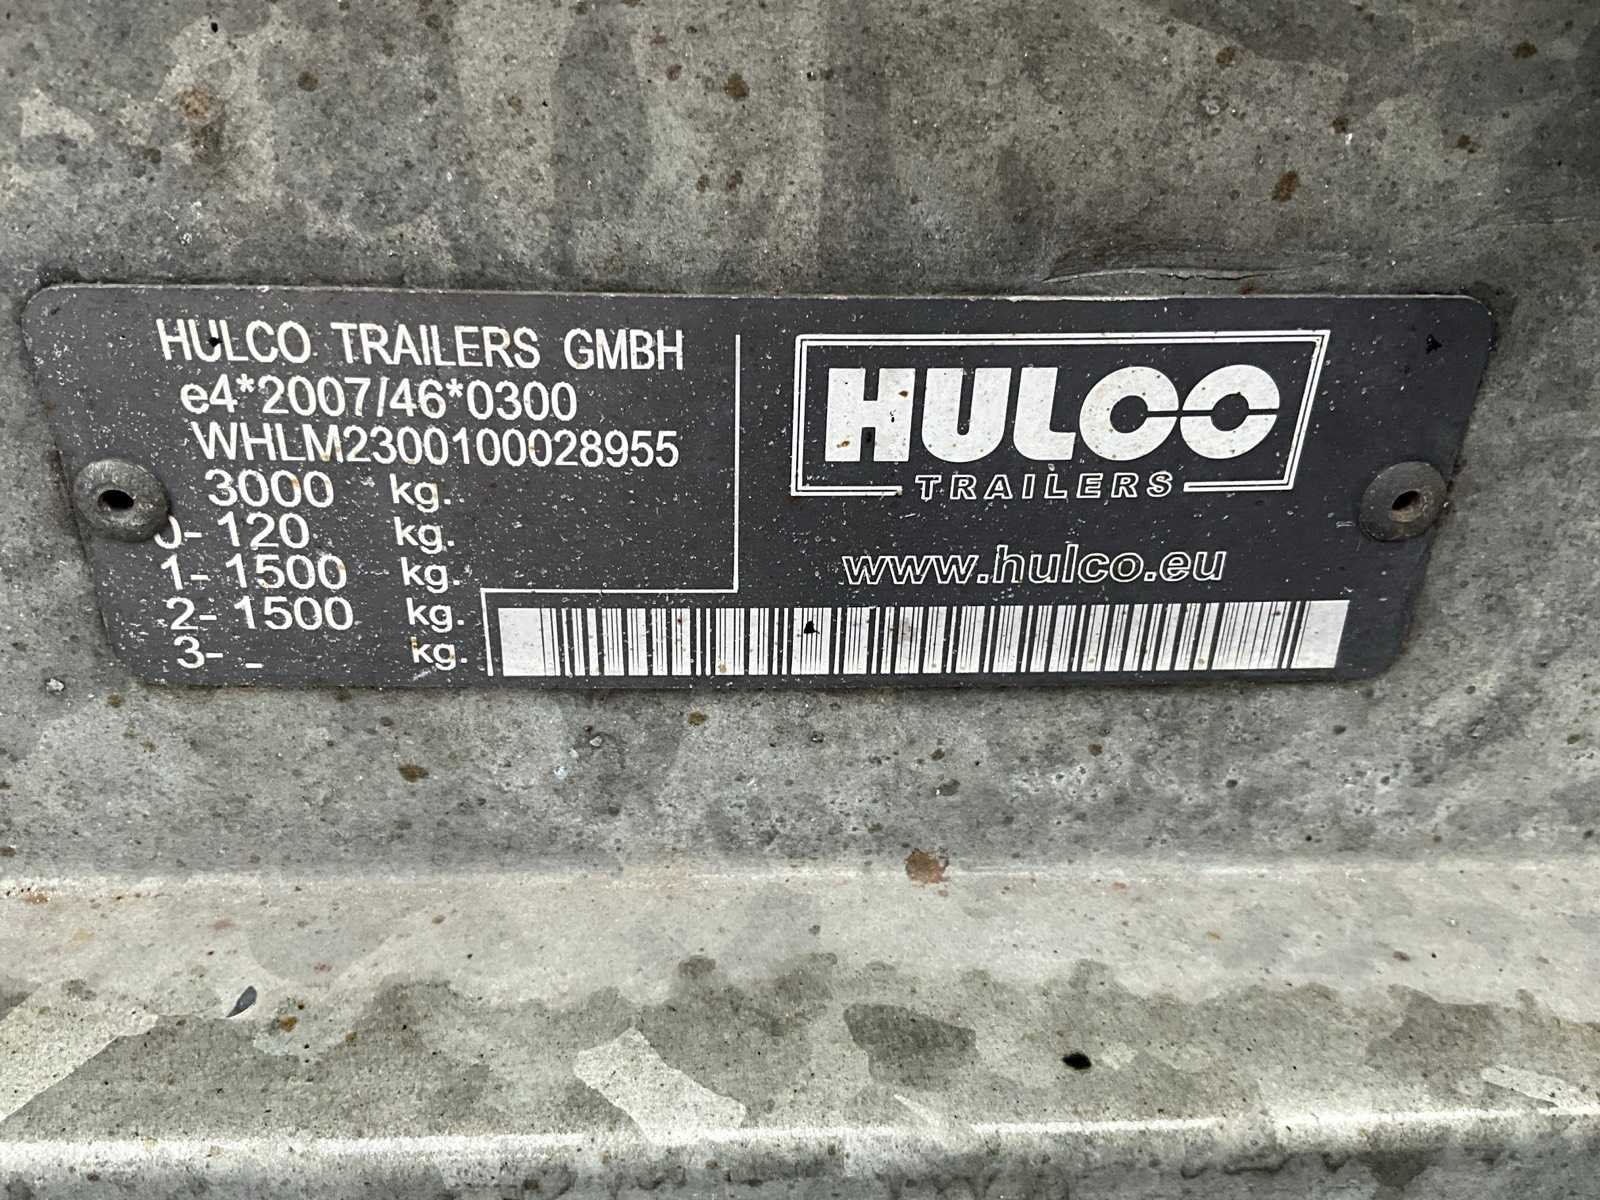 HULCO TRAILERS GMBH
e4*2007/46*0300
WHLM2300100028955
3000 kg.
0- 120 kg.
1- 1500 kg.
2- 1500 kg.
3- _ kg.
HULCO
TRAILERS
www.hulco.eu